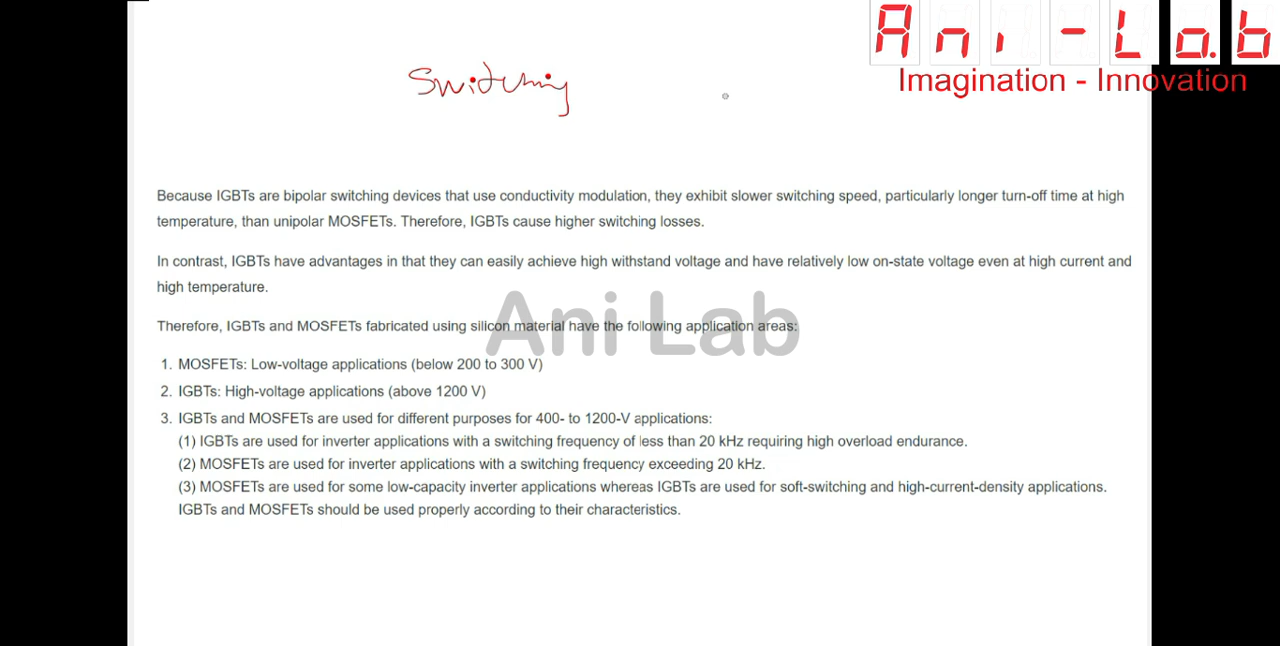 Ani-Lab
Imagination - Innovation
Switching
Because IGBTs are bipolar switching devices that use conductivity modulation, they exhibit slower switching speed, particularly longer turn-off time at high
temperature, than unipolar MOSFETs. Therefore, IGBTs cause higher switching losses.
In contrast, IGBTs have advantages in that they can easily achieve high withstand voltage and have relatively low on-state voltage even at high current and
high temperature.
Ani Lab
Therefore, IGBTs and MOSFETs fabricated using silicon material have the following application areas:
1. MOSFETs: Low-voltage applications (below 200 to 300 V)
2. IGBTs: High-voltage applications (above 1200 V)
3. IGBTs and MOSFETs are used for different purposes for 400- to 1200-V applications:
(1) IGBTs are used for inverter applications with a switching frequency of less than 20 kHz requiring high overload endurance.
(2) MOSFETs are used for inverter applications with a switching frequency exceeding 20 kHz.
(3) MOSFETs are used for some low-capacity inverter applications whereas IGBTs are used for soft-switching and high-current-density applications.
IGBTs and MOSFETs should be used properly according to their characteristics.